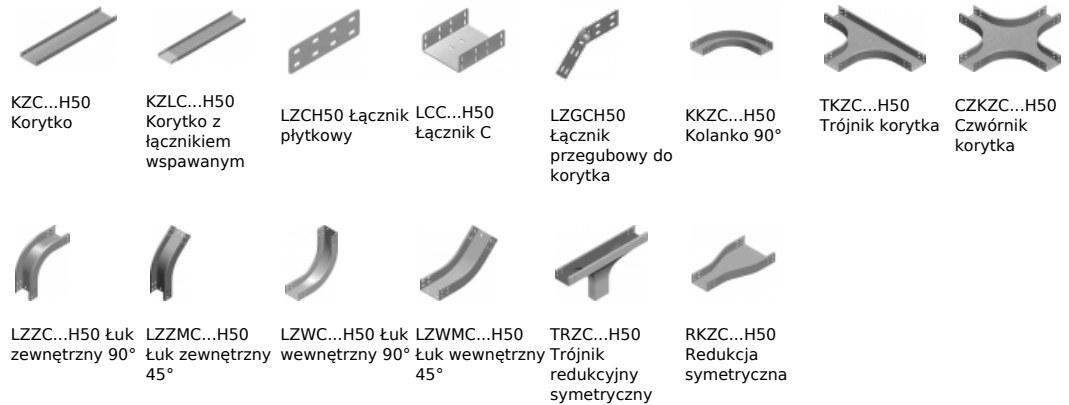 KZC...H50
Korytko
KZLC...H50
Korytko z
łącznikiem
wspawanym
LZCH50 Łącznik
płytkowy
LCC...H50
Łącznik C
LZGCH50
Łącznik
przegubowy do
korytka
KKZC...H50
Kolanko 90°
TKZC...H50
Trójnik korytka
CZKZC...H50
Czwórnik
korytka
LZZC...H50 Łuk
zewnętrzny 90°
LZZMC...H50
Łuk zewnętrzny
45°
LZWC...H50 Łuk
wewnętrzny 90°
LZWMC...H50
Łuk wewnętrzny
45°
TRZC...H50
Trójnik
redukcyjny
symetryczny
RKZC...H50
Redukcja
symetryczna